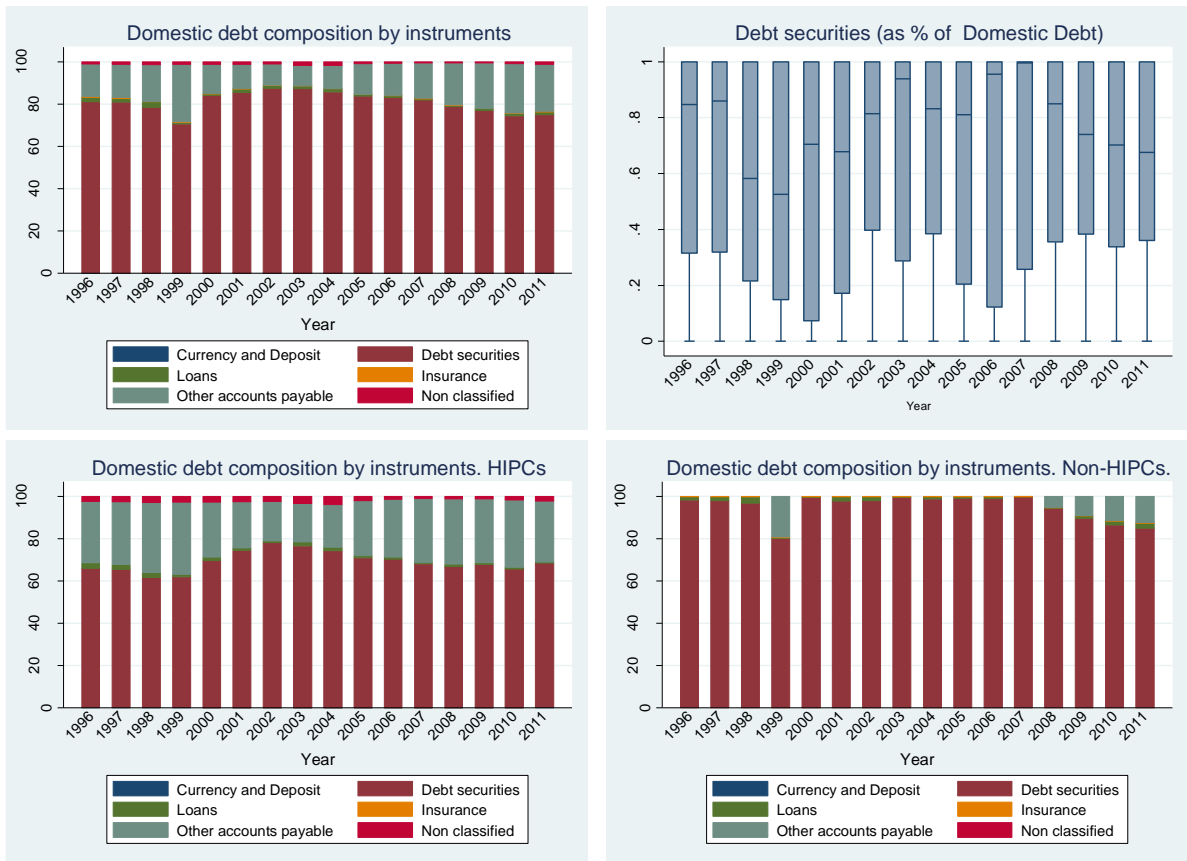 Domestic debt composition by instruments
100
80
60
40
20
0
1996 1997 1998 1999 2000 2001 2002 2003 2004 2005 2006 2007 2008 2009 2010 2011
Year
Currency and Deposit Debt securities
Loans Insurance
Other accounts payable Non classified
Debt securities (as % of Domestic Debt)
1
.8
.6
.4
.2
0
1996 1997 1998 1999 2000 2001 2002 2003 2004 2005 2006 2007 2008 2009 2010 2011
Year
Domestic debt composition by instruments. HIPCs
100
80
60
40
20
0
1996 1997 1998 1999 2000 2001 2002 2003 2004 2005 2006 2007 2008 2009 2010 2011
Year
Currency and Deposit Debt securities
Loans Insurance
Other accounts payable Non classified
Domestic debt composition by instruments. Non-HIPCs.
100
80
60
40
20
0
1996 1997 1998 1999 2000 2001 2002 2003 2004 2005 2006 2007 2008 2009 2010 2011
Year
Currency and Deposit Debt securities
Loans Insurance
Other accounts payable Non classified